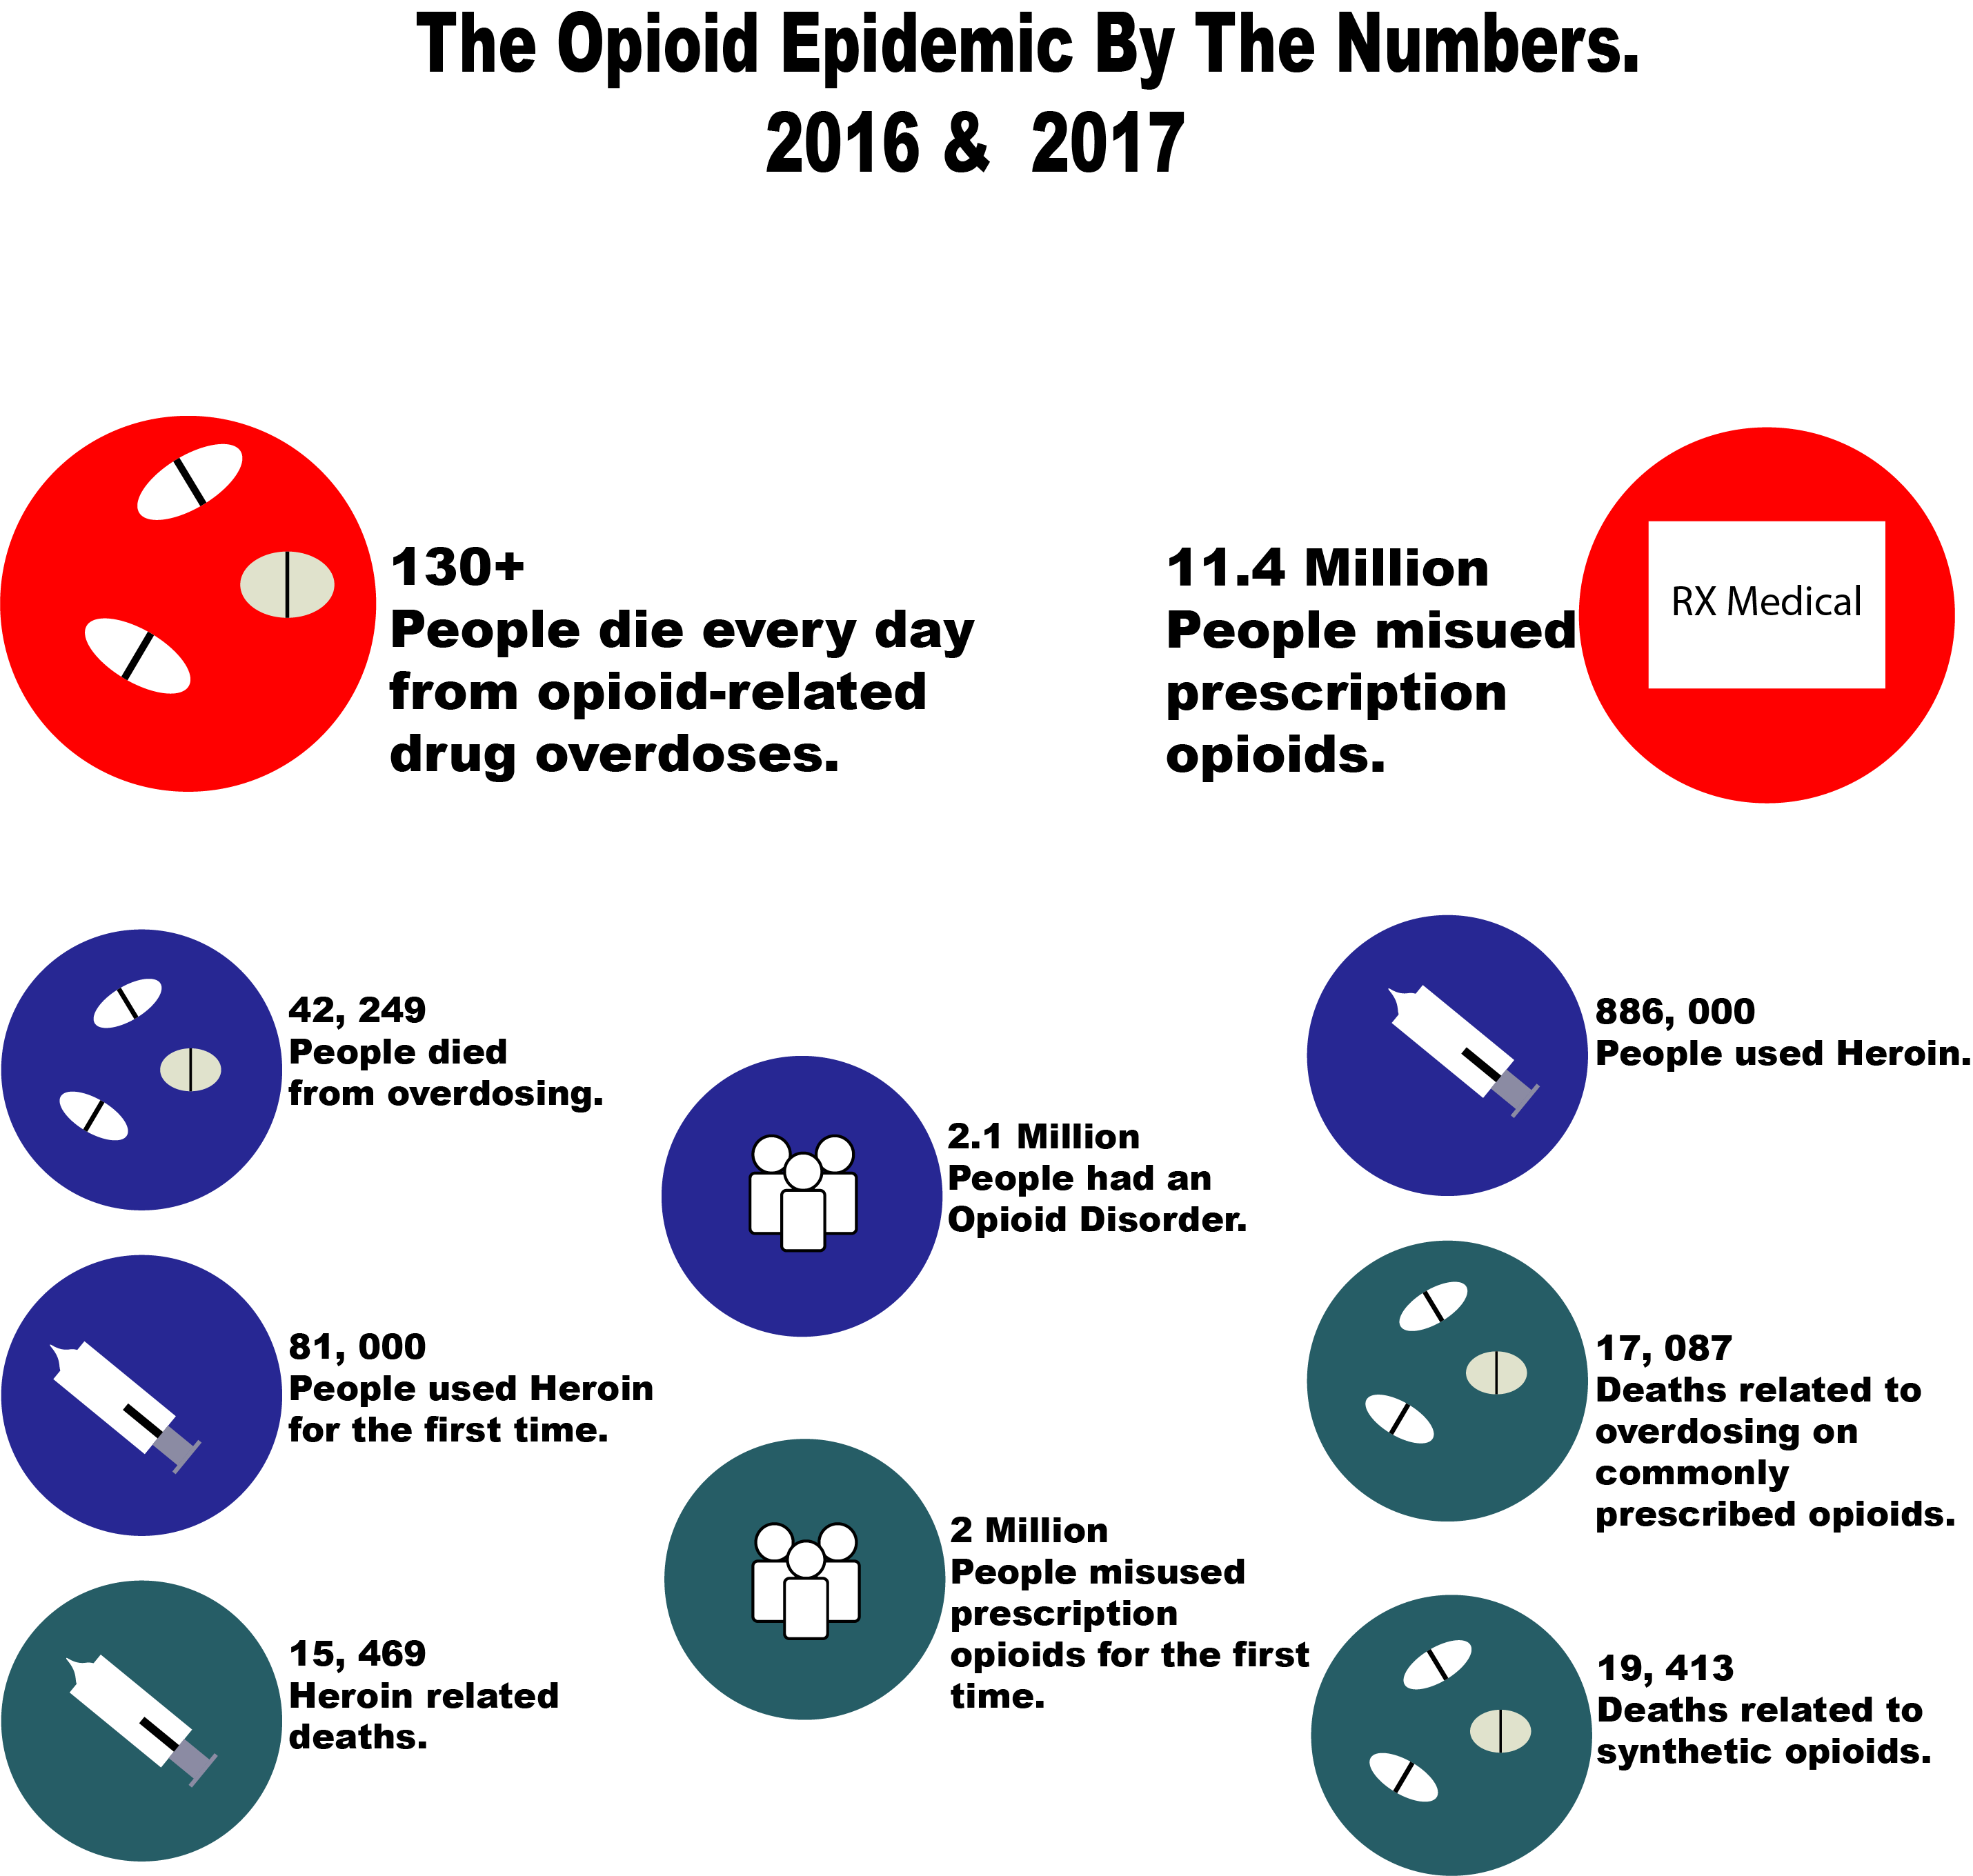 The Opioid Epidemic By The Numbers.
2016 & 2017
130+
People die every day
from opioid-related
drug overdoses.
11.4 Million
People misued
prescription
opioids.
RX Medical
42, 249
People died
from overdosing.
2.1 Million
People had an
Opioid Disorder.
886, 000
People used Heroin.
81, 000
People used Heroin
for the first time.
2 Million
People misused
prescription
opioids for the first
time.
17, 087
Deaths related to
overdosing on
commonly
prescribed opioids.
15, 469
Heroin related
deaths.
19, 413
Deaths related to
synthetic opioids.